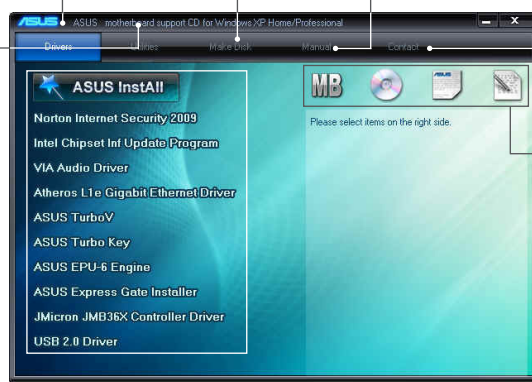 ASUS ASUS motherboard support CD for Windows XP Home/Professional
Drivers Utilities Make Disk Manual Contact
ASUS InstAll
Norton Internet Security 2009
Intel Chipset Inf Update Program
VIA Audio Driver
Atheros L1e Gigabit Ethernet Driver
ASUS TurboV
ASUS Turbo Key
ASUS EPU-6 Engine
ASUS Express Gate Installer
JMicron JMB36X Controller Driver
USB 2.0 Driver
MB
ASUS
Please select items on the right side.